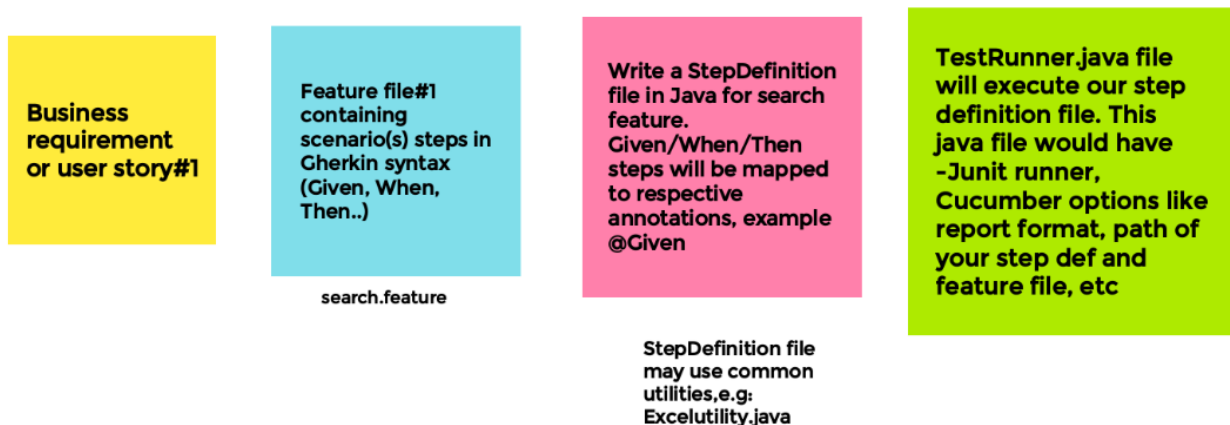 Business
requirement
or user story#1
Feature file#1
containing
scenario(s) steps in
Gherkin syntax
(Given, When,
Then..)
search.feature
Write a StepDefinition
file in Java for search
feature.
Given/When/Then
steps will be mapped
to respective
annotations, example
@Given
StepDefinition file
may use common
utilities,e.g:
Excelutility.java
TestRunner.java file
will execute our step
definition file. This
java file would have
-Junit runner,
Cucumber options like
report format, path of
your step def and
feature file, etc